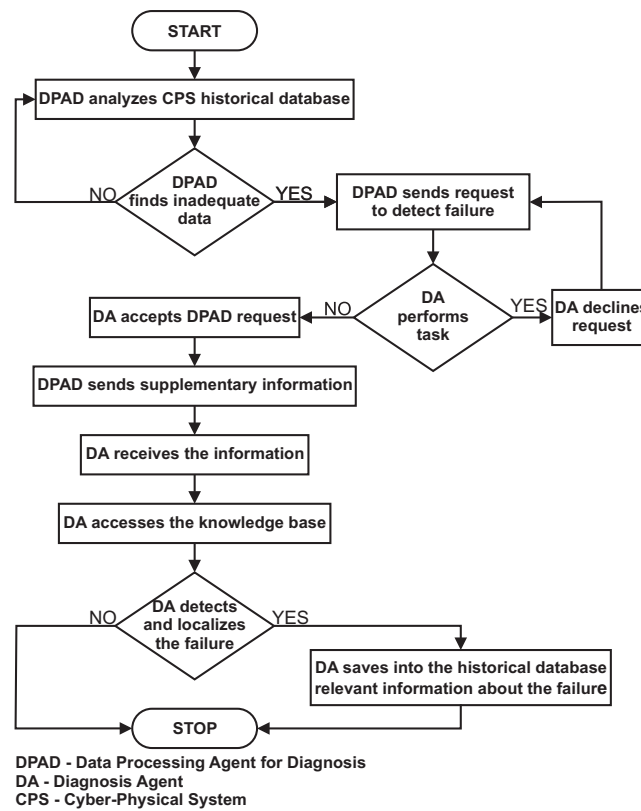 START
DPAD analyzes CPS historical database
NO
DPAD
finds inadequate
data
YES
DPAD sends request
to detect failure
DA accepts DPAD request
NO
DA
performs
task
YES
DA declines
request
DPAD sends supplementary information
DA receives the information
DA accesses the knowledge base
NO
DA detects
and localizes
the failure
YES
DA saves into the historical database
relevant information about the failure
STOP
DPAD - Data Processing Agent for Diagnosis
DA - Diagnosis Agent
CPS - Cyber-Physical System